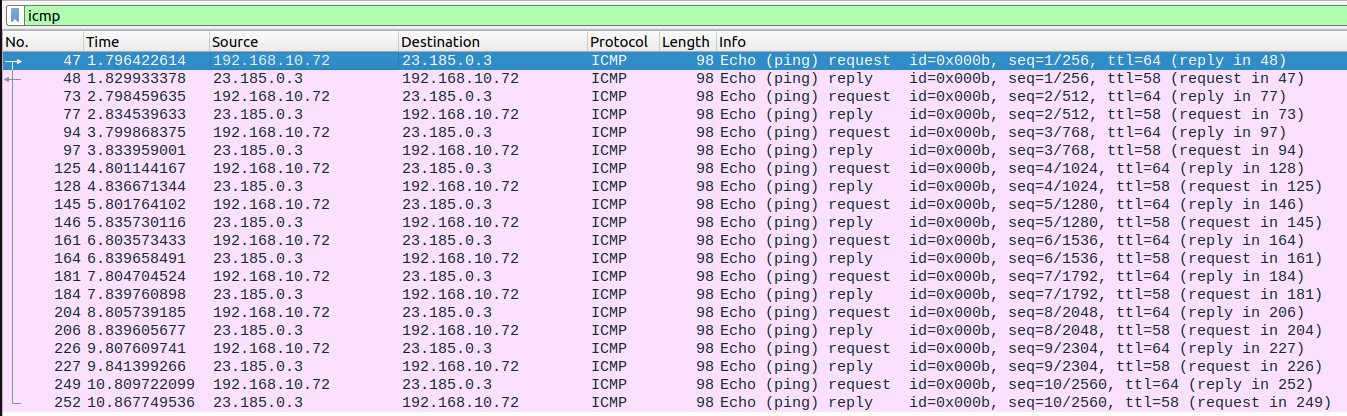 icmp
No. Time Source Destination Protocol Length Info
47 1.796422614 192.168.10.72 23.185.0.3 ICMP 98 Echo (ping) request id=0x000b, seq=1/256, ttl=64 (reply in 48)
48 1.829933378 23.185.0.3 192.168.10.72 ICMP 98 Echo (ping) reply id=0x000b, seq=1/256, ttl=58 (request in 47)
73 2.798459635 192.168.10.72 23.185.0.3 ICMP 98 Echo (ping) request id=0x000b, seq=2/512, ttl=64 (reply in 77)
77 2.834539633 23.185.0.3 192.168.10.72 ICMP 98 Echo (ping) reply id=0x000b, seq=2/512, ttl=58 (request in 73)
94 3.799868375 192.168.10.72 23.185.0.3 ICMP 98 Echo (ping) request id=0x000b, seq=3/768, ttl=64 (reply in 97)
97 3.833959001 23.185.0.3 192.168.10.72 ICMP 98 Echo (ping) reply id=0x000b, seq=3/768, ttl=58 (request in 94)
125 4.801144167 192.168.10.72 23.185.0.3 ICMP 98 Echo (ping) request id=0x000b, seq=4/1024, ttl=64 (reply in 128)
128 4.836671344 23.185.0.3 192.168.10.72 ICMP 98 Echo (ping) reply id=0x000b, seq=4/1024, ttl=58 (request in 125)
145 5.801764102 192.168.10.72 23.185.0.3 ICMP 98 Echo (ping) request id=0x000b, seq=5/1280, ttl=64 (reply in 146)
146 5.835730116 23.185.0.3 192.168.10.72 ICMP 98 Echo (ping) reply id=0x000b, seq=5/1280, ttl=58 (request in 145)
161 6.803573433 192.168.10.72 23.185.0.3 ICMP 98 Echo (ping) request id=0x000b, seq=6/1536, ttl=64 (reply in 164)
164 6.839658491 23.185.0.3 192.168.10.72 ICMP 98 Echo (ping) reply id=0x000b, seq=6/1536, ttl=58 (request in 161)
181 7.804704524 192.168.10.72 23.185.0.3 ICMP 98 Echo (ping) request id=0x000b, seq=7/1792, ttl=64 (reply in 184)
184 7.839760898 23.185.0.3 192.168.10.72 ICMP 98 Echo (ping) reply id=0x000b, seq=7/1792, ttl=58 (request in 181)
204 8.805739185 192.168.10.72 23.185.0.3 ICMP 98 Echo (ping) request id=0x000b, seq=8/2048, ttl=64 (reply in 206)
206 8.839605677 23.185.0.3 192.168.10.72 ICMP 98 Echo (ping) reply id=0x000b, seq=8/2048, ttl=58 (request in 204)
226 9.807609741 192.168.10.72 23.185.0.3 ICMP 98 Echo (ping) request id=0x000b, seq=9/2304, ttl=64 (reply in 227)
227 9.841399266 23.185.0.3 192.168.10.72 ICMP 98 Echo (ping) reply id=0x000b, seq=9/2304, ttl=58 (request in 226)
249 10.809722099 192.168.10.72 23.185.0.3 ICMP 98 Echo (ping) request id=0x000b, seq=10/2560, ttl=64 (reply in 252)
252 10.867749536 23.185.0.3 192.168.10.72 ICMP 98 Echo (ping) reply id=0x000b, seq=10/2560, ttl=58 (request in 249)